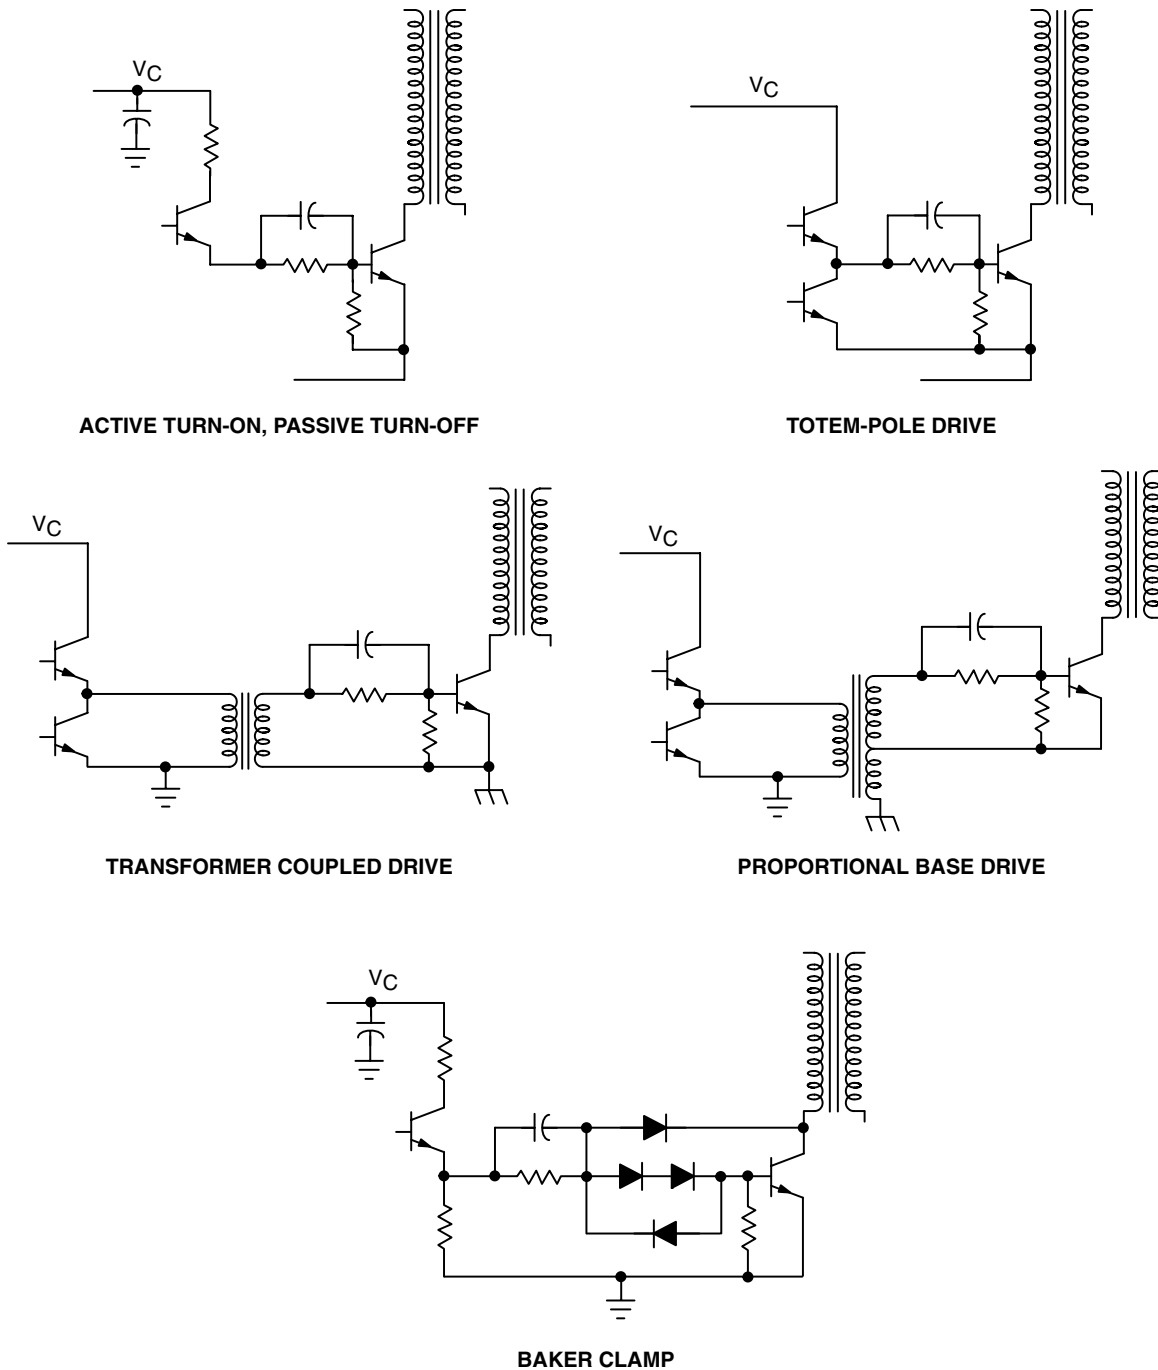 VC
VC
ACTIVE TURN-ON, PASSIVE TURN-OFF
TOTEM-POLE DRIVE
VC
VC
TRANSFORMER COUPLED DRIVE
PROPORTIONAL BASE DRIVE
VC
BAKER CLAMP